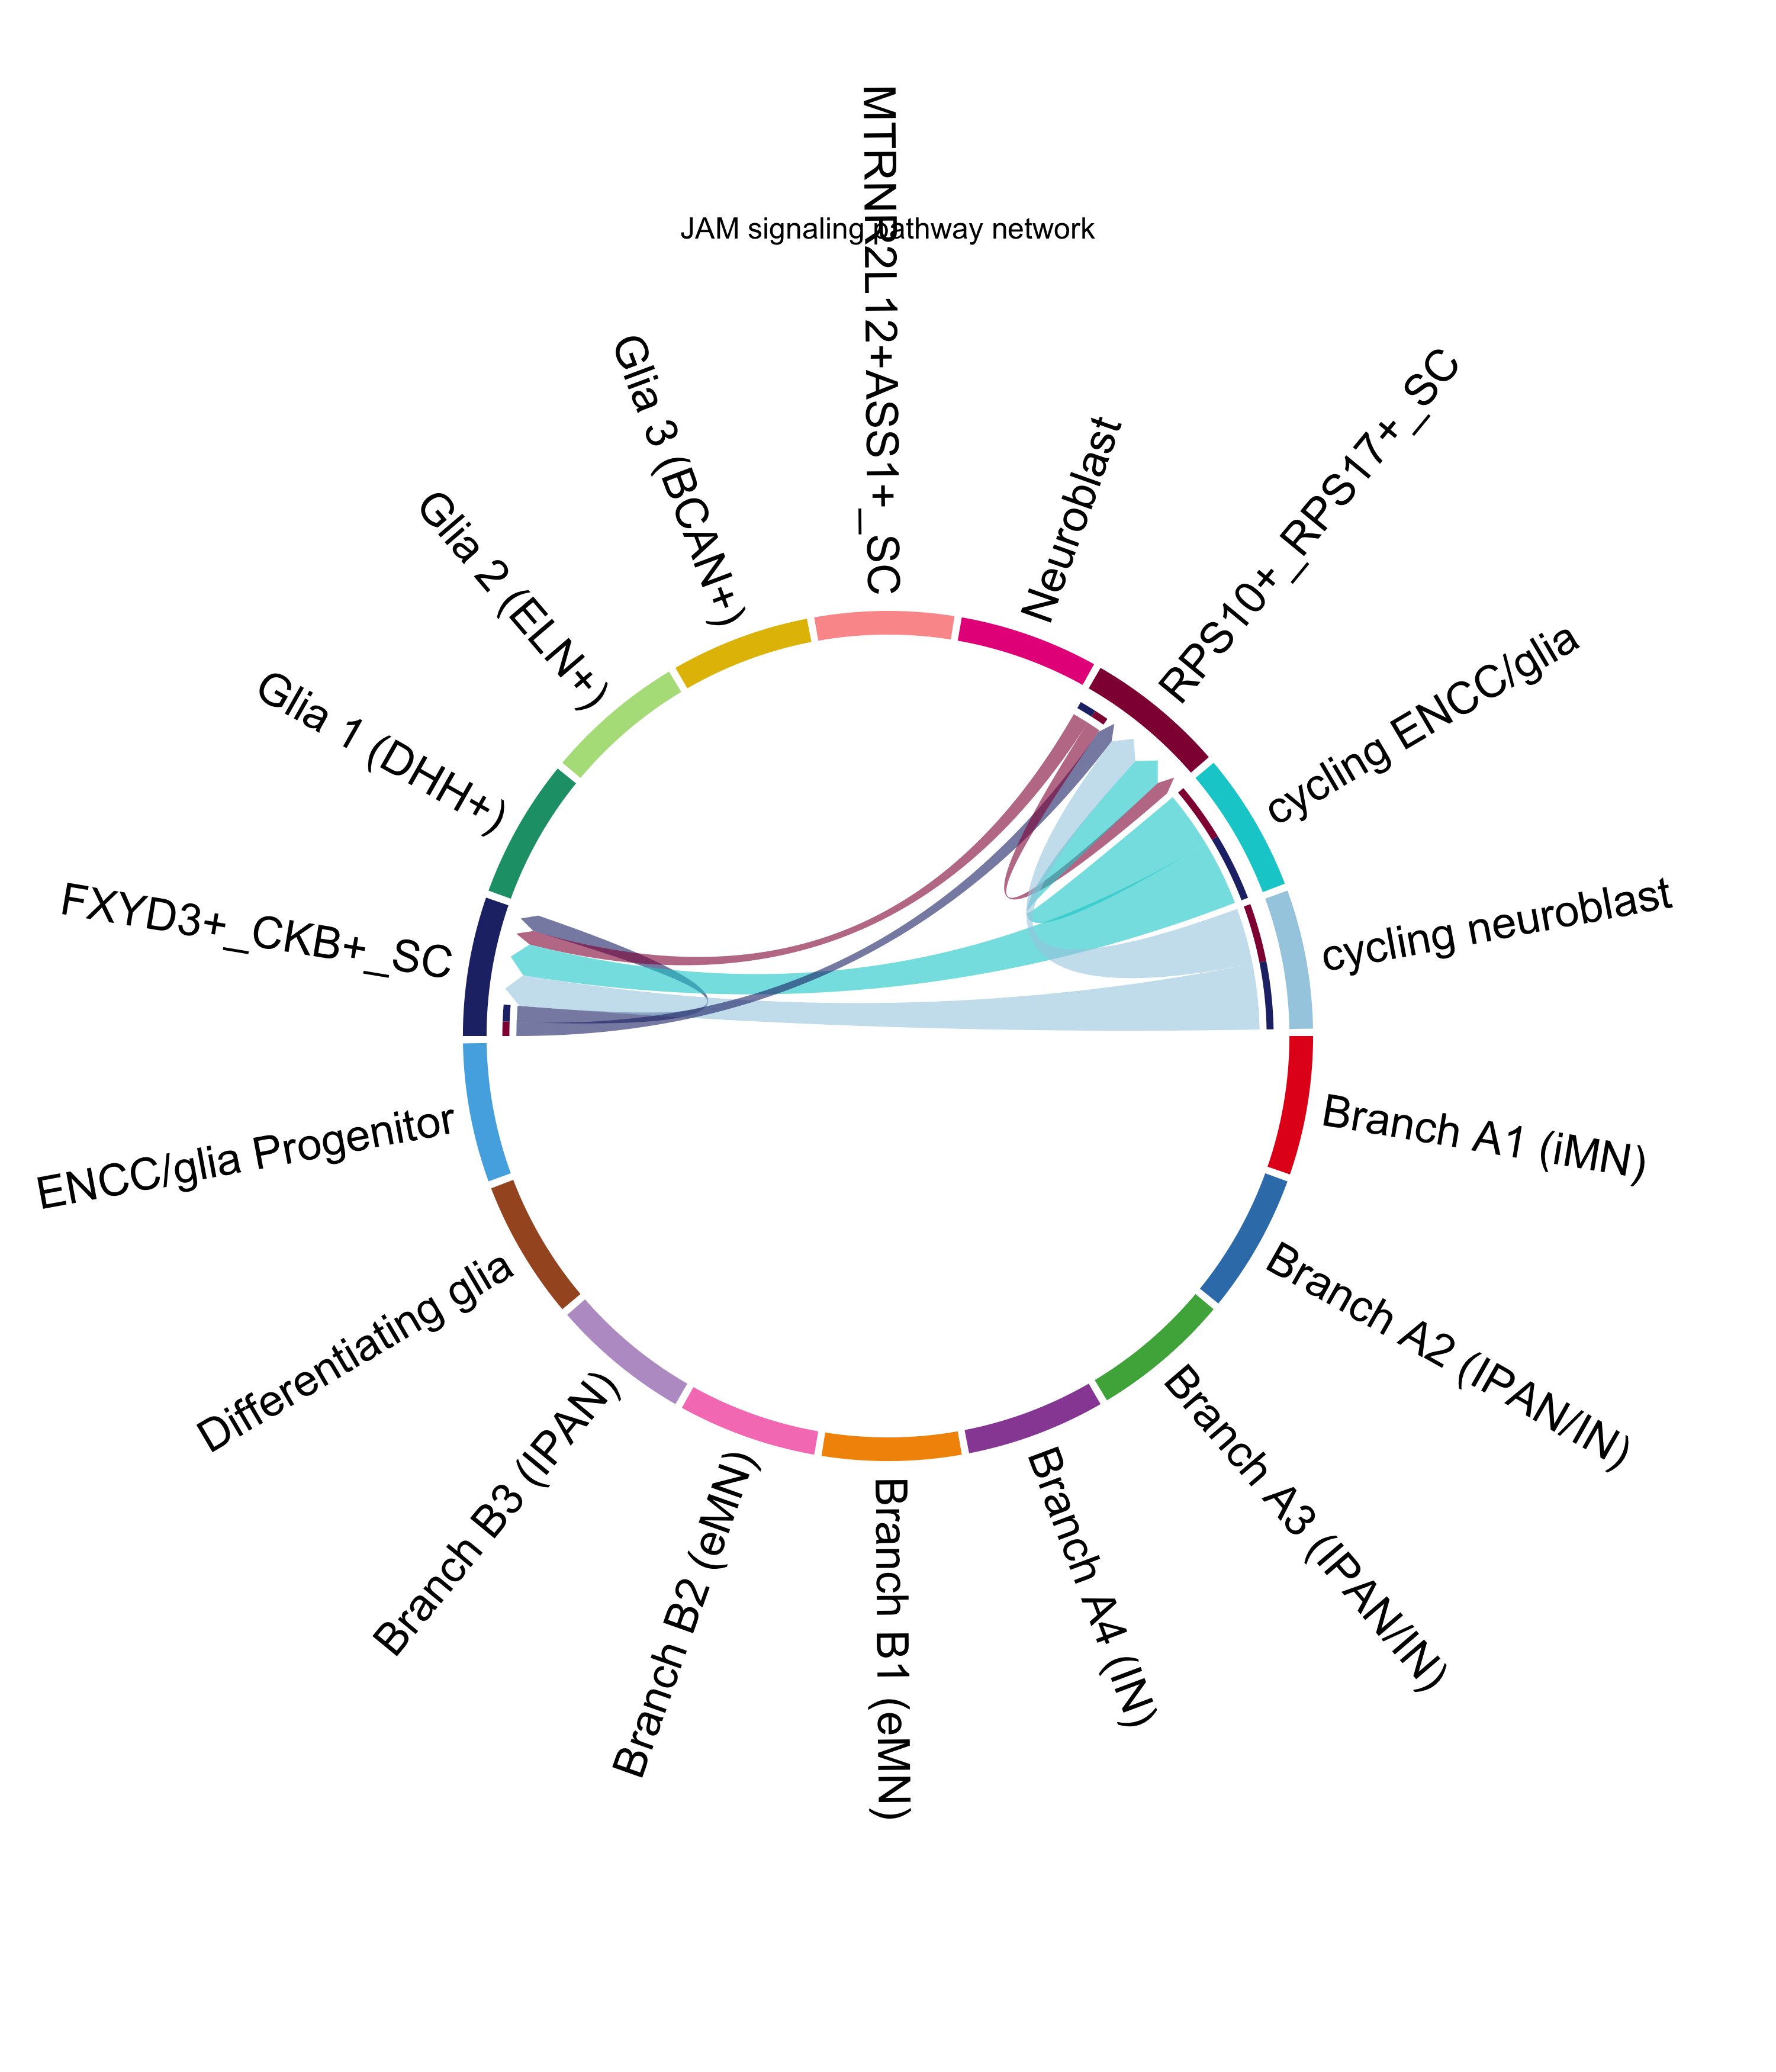 JAM signaling pathway network
MTRNR2L12+ASS1+_SC
Neuroblast
RPS10+_RPS17+_SC
cycling ENCC/glia
cycling neuroblast
Branch A1 (iMN)
Branch A2 (IPAN/IN)
Branch A3 (IPAN/IN)
Branch A4 (IN)
Branch B1 (eMN)
Branch B2 (eMN)
Branch B3 (IPAN)
Differentiating glia
ENCC/glia Progenitor
FXYD3+_CKB+_SC
Glia 1 (DHH+)
Glia 2 (ELN+)
Glia 3 (BCAN+)